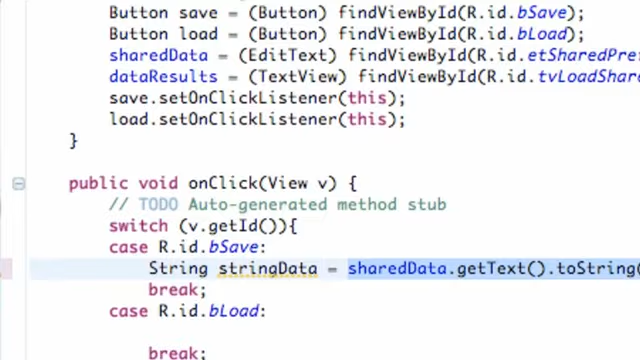 Button save = (Button) findViewById(R.id.bSave);
Button load = (Button) findViewById(R.id.bLoad);
sharedData = (EditText) findViewById(R.id.etSharedPre
dataResults = (TextView) findViewById(R.id.tvLoadShar
save.setOnClickListener(this);
load.setOnClickListener(this);
}
public void onClick(View v) {
// TODO Auto-generated method stub
switch (v.getId()){
case R.id.bSave:
String stringData = sharedData.getText().toString(
break;
case R.id.bLoad:
break;